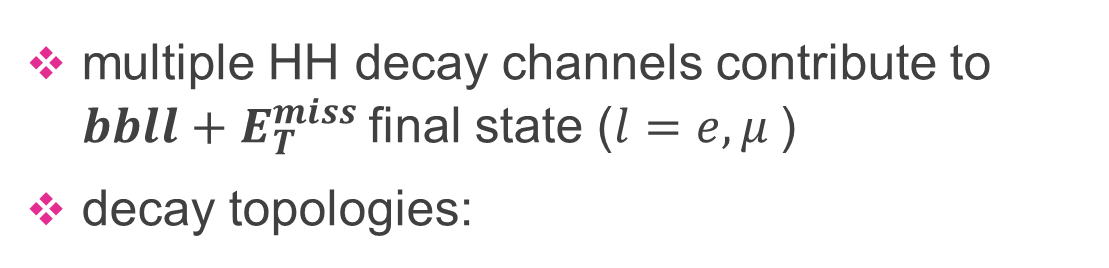 ❖ multiple HH decay channels contribute to
bbll + E_T^miss final state (l = e, μ )
❖ decay topologies: